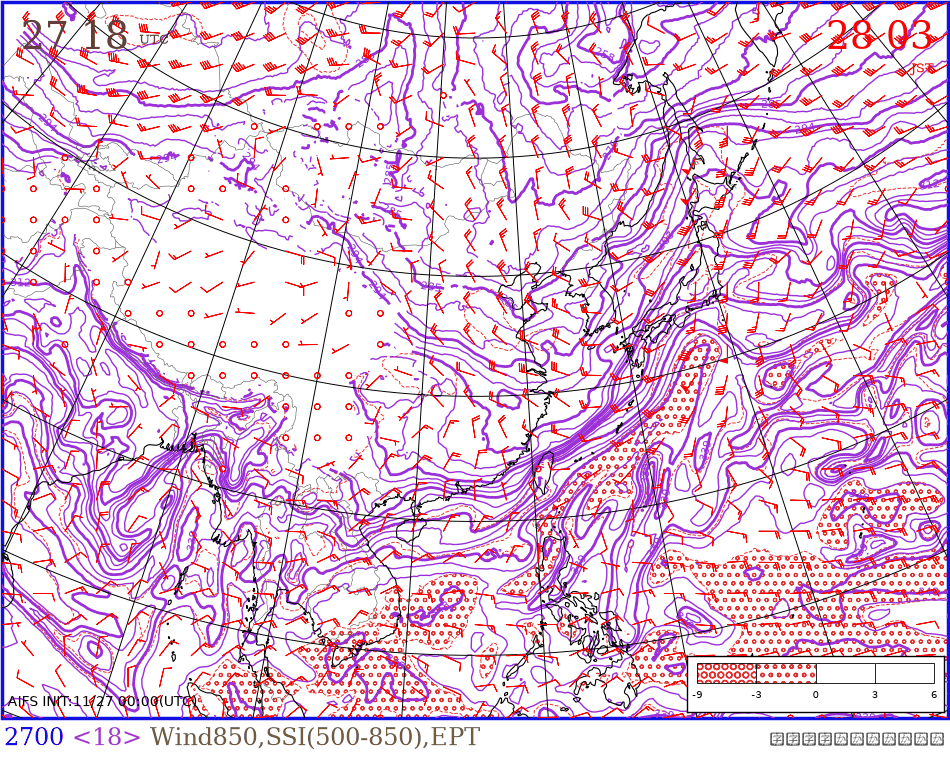 27 18 UTC
28 03
JST
AIFS INIT:11/27 00:00(UTC)
-9 -3 0 3 6
2700 <18> Wind850,SSI(500-850),EPT